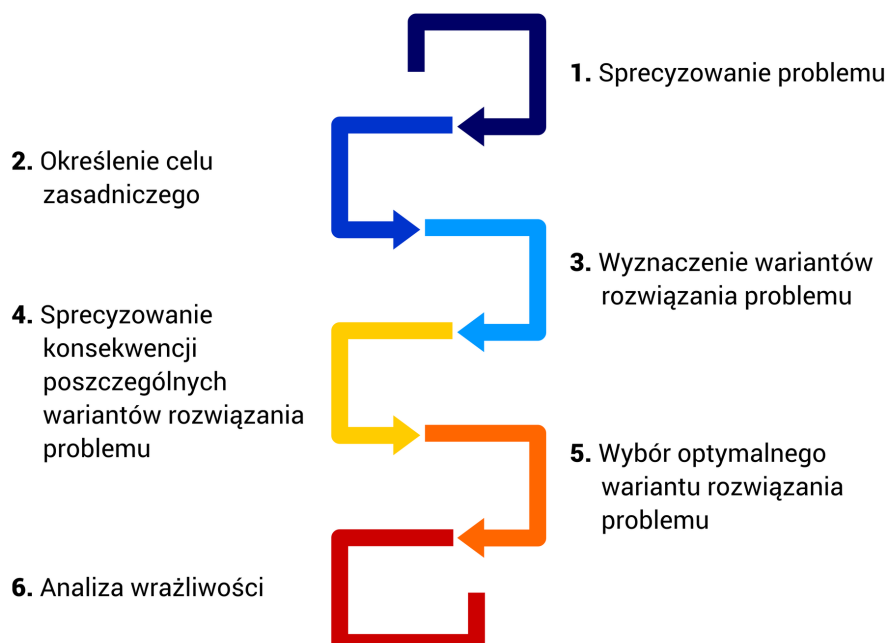 1. Sprecyzowanie problemu
2. Określenie celu
zasadniczego
3. Wyznaczenie wariantów
rozwiązania problemu
4. Sprecyzowanie
konsekwencji
poszczególnych
wariantów rozwiązania
problemu
5. Wybór optymalnego
wariantu rozwiązania
problemu
6. Analiza wrażliwości